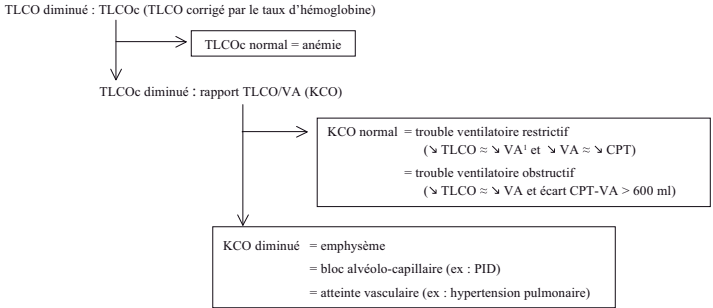 TLCO diminué : TLCOc (TLCO corrigé par le taux d’hémoglobine)
TLCOc normal = anémie
TLCOc diminué : rapport TLCO/VA (KCO)
KCO normal = trouble ventilatoire restrictif
(↘ TLCO ≈ ↘ VA¹ et ↘ VA ≈ ↘ CPT)
= trouble ventilatoire obstructif
(↘ TLCO ≈ ↘ VA et écart CPT-VA > 600 ml)
KCO diminué = emphysème
= bloc alvéolo-capillaire (ex : PID)
= atteinte vasculaire (ex : hypertension pulmonaire)